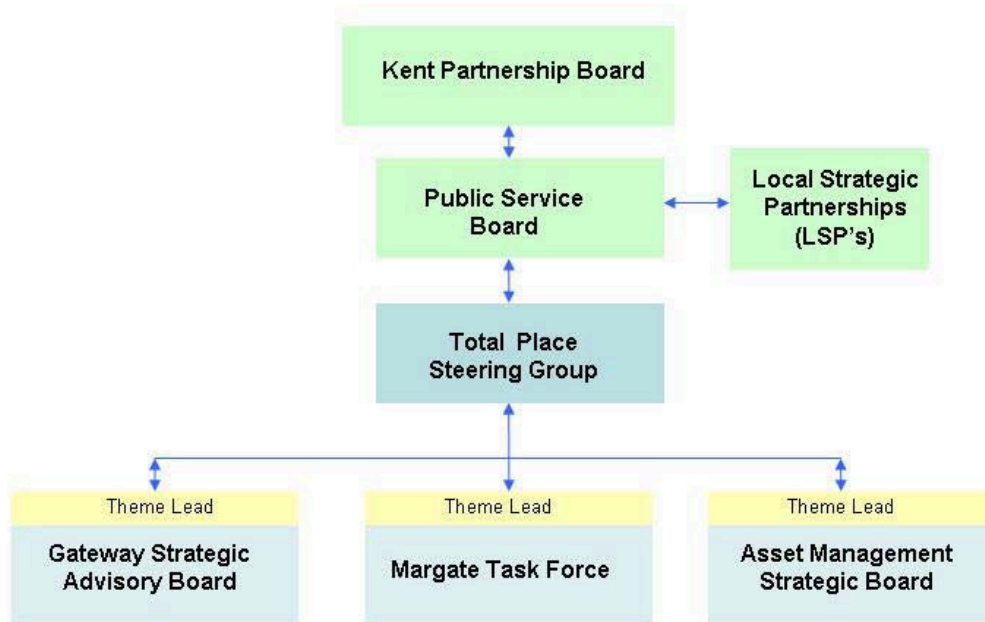 Kent Partnership Board
Public Service
Board
Local Strategic
Partnerships
(LSP's)
Total Place
Steering Group
Theme Lead
Gateway Strategic
Advisory Board
Theme Lead
Margate Task Force
Theme Lead
Asset Management
Strategic Board